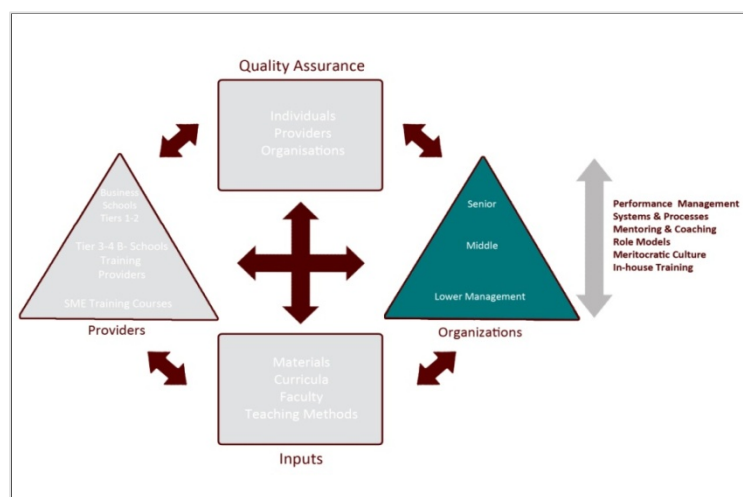 Quality Assurance
Individuals
Providers
Organisations
Business
Schools
Tiers 1-2
Tier 3-4 B- Schools
Training
Providers
SME Training Courses
Providers
Senior
Middle
Lower Management
Organizations
Performance Management
Systems & Processes
Mentoring & Coaching
Role Models
Meritocratic Culture
In-house Training
Materials
Curricula
Faculty
Teaching Methods
Inputs